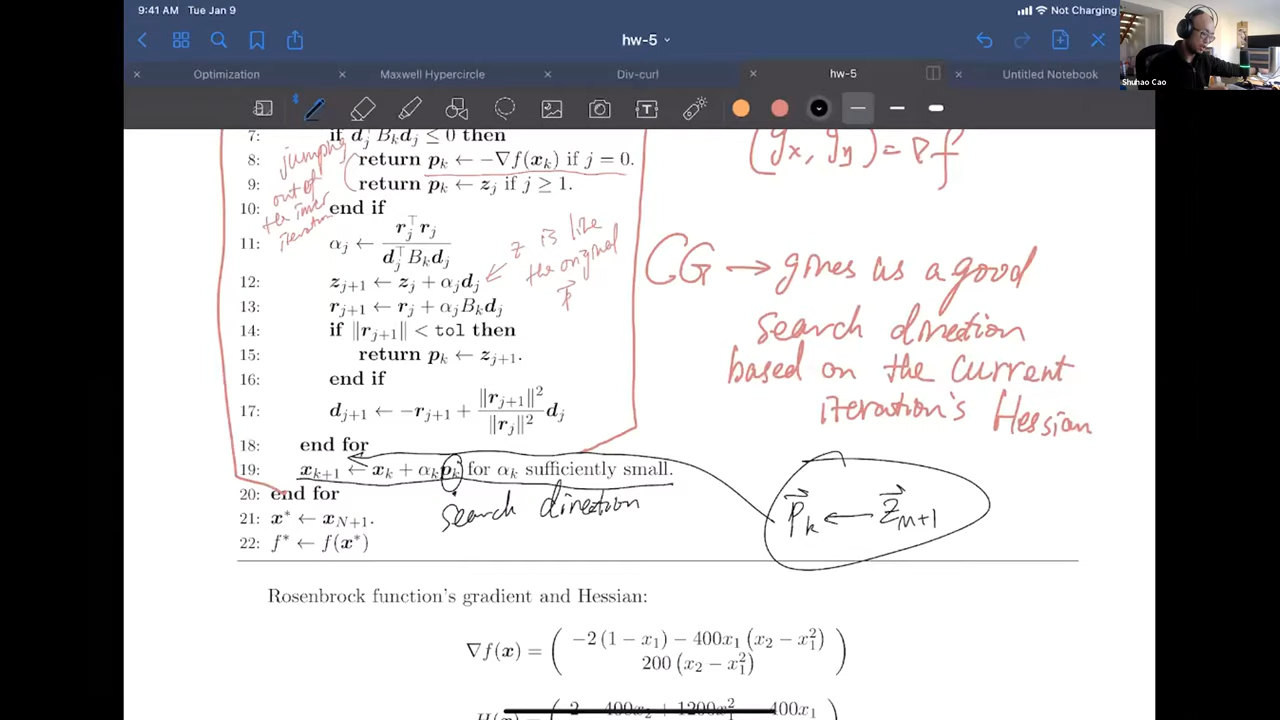 9:41 AM Tue Jan 9
Not Charging
hw-5
Shuhao Cao
Optimization
Maxwell Hypercircle
Div-curl
hw-5
Untitled Notebook
7: if d_j^⊤ B_k d_j ≤ 0 then
8: return p_k ← −∇f(x_k) if j = 0.
9: return p_k ← z_j if j ≥ 1.
10: end if
11: α_j ← r_j^⊤ r_j / d_j^⊤ B_k d_j
12: z_{j+1} ← z_j + α_j d_j
13: r_{j+1} ← r_j + α_j B_k d_j
14: if ‖r_{j+1}‖ < tol then
15: return p_k ← z_{j+1}.
16: end if
17: d_{j+1} ← −r_{j+1} + ‖r_{j+1}‖² / ‖r_j‖² d_j
18: end for
19: x_{k+1} ← x_k + α_k p_k for α_k sufficiently small.
20: end for
21: x* ← x_{N+1}.
22: f* ← f(x*)
jumping
out of
the inner
iteration
z is like
the original
p
(g_x, g_y) = ∇f
CG → gives us a good
search direction
based on the current
iteration's Hessian
search direction
p_k ← z_{m+1}
Rosenbrock function's gradient and Hessian:
∇f(x) = ( −2 (1 − x_1) − 400x_1 (x_2 − x_1²)
200 (x_2 − x_1²) )
2 − 400x_2 + 1200x_1² −400x_1